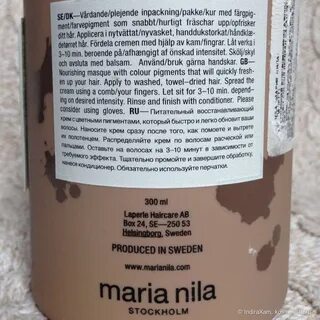 SE/DK– Vårdande/plejende inpackning/pakke/kur med färgpig-
ment/farvepigment som snabbt/hurtigt fräschar upp/opfrisker
ditt hår. Applicera i nytvättat/nyvasket, handdukstorkat/håndklæ-
det tørt hår. Fördela cremen med hjälp av kam/fingrar. Låt verka i
3–10 min. beroende på/afhængigt af önskad intensitet. Skölj/skyl
och avsluta med balsam. Använd/brug gärna handskar. GB–
Nourishing masque with colour pigments that will quickly fresh-
en up your hair. Apply to washed, towel-dried hair. Spread the
cream using a comb/your fingers. Let sit for 3–10 min. depend-
ing on desired intensity. Rinse and finish with conditioner. Please
consider using gloves. RU– Питательный восстанавливающий
крем с цветными пигментами, который быстро и легко обновит ваши
волосы. Наносите крем сразу после того, как помоете и вытрете
их полотенцем. Распределяйте крем по волосам расческой или
пальцами. Оставьте на волосах на 3–10 минут в зависимости от
требуемого эффекта. Тщательно промойте и завершите обработку,
нанеся кондиционер. Обязательно используйте перчатки.
300 ml
Laperle Haircare AB
Box 24, SE–250 53
Helsingborg, Sweden
PRODUCED IN SWEDEN
www.marianila.com
maria nila
STOCKHOLM
© IndiraXan,